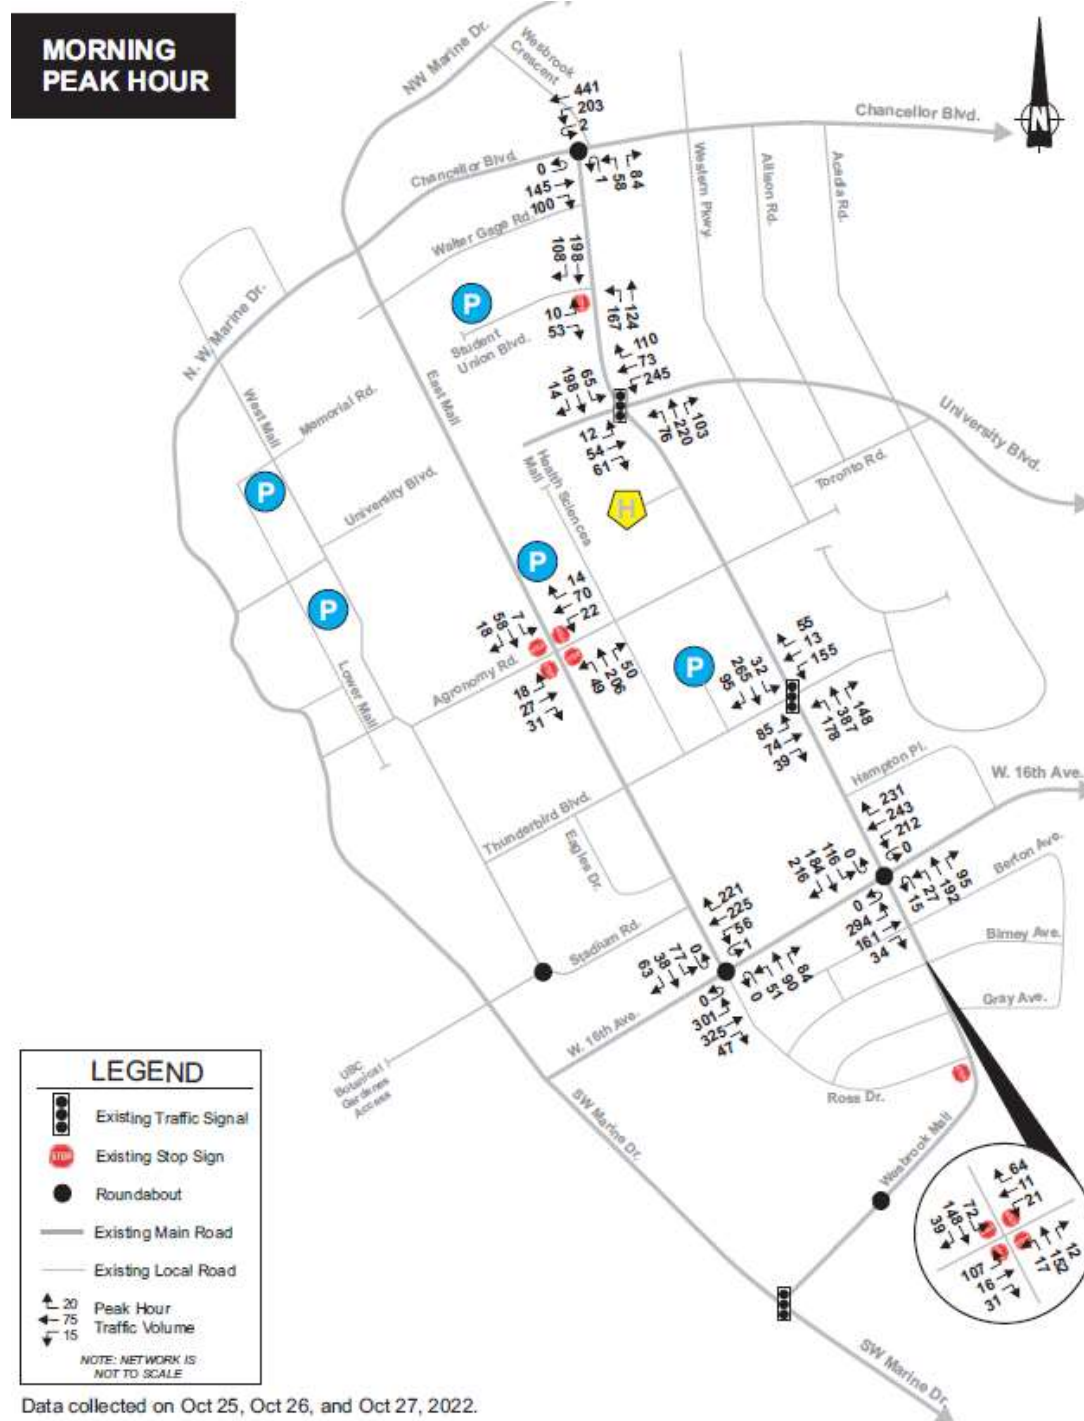 MORNING
PEAK HOUR
NW Marine Dr.
Wesbrook
Crescent
441
203
2
Chancellor Blvd.
N
Chancellor Blvd.
0
145
100
1
58
84
Western Pkwy.
Allison Rd.
Acadia Rd.
Walter Gage Rd.
108
198
N. W. Marine Dr.
P
STOP
10
53
167
124
Student
Union Blvd.
110
73
245
East Mall
14
198
65
West Mall
Memorial Rd.
76
220
103
University Blvd.
12
54
61
Health Sciences
Mall
H
Toronto Rd.
P
University Blvd.
P
14
70
22
P
18
58
7
50
206
49
Agronomy Rd.
Lower Mall
18
27
31
P
55
13
155
95
265
32
178
387
148
85
74
39
Hampton Pl.
W. 16th Ave.
231
243
212
0
Thunderbird Blvd.
Eagles Dr.
216
184
116
0
Berton Ave.
15
27
192
95
0
294
161
34
221
225
56
1
Stadium Rd.
Birney Ave.
63
38
77
0
0
51
90
84
Gray Ave.
0
301
325
47
W. 16th Ave.
UBC
Botanical
Gardenes
Access
Ross Dr.
SW Marine Dr.
Wesbrook Mall
64
11
21
39
148
72
17
152
12
107
16
31
SW Marine Dr.
LEGEND
Existing Traffic Signal
STOP Existing Stop Sign
Roundabout
Existing Main Road
Existing Local Road
20
75
15
Peak Hour
Traffic Volume
NOTE: NETWORK IS
NOT TO SCALE
Data collected on Oct 25, Oct 26, and Oct 27, 2022.